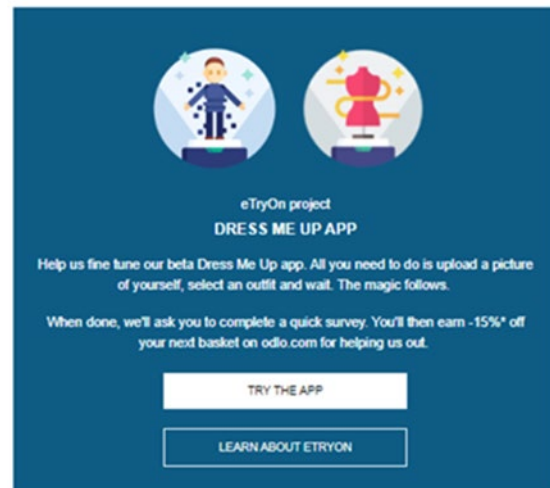 eTryOn project
DRESS ME UP APP
Help us fine tune our beta Dress Me Up app. All you need to do is upload a picture
of yourself, select an outfit and wait. The magic follows.
When done, we'll ask you to complete a quick survey. You'll then earn -15%* off
your next basket on odlo.com for helping us out.
TRY THE APP
LEARN ABOUT ETRYON